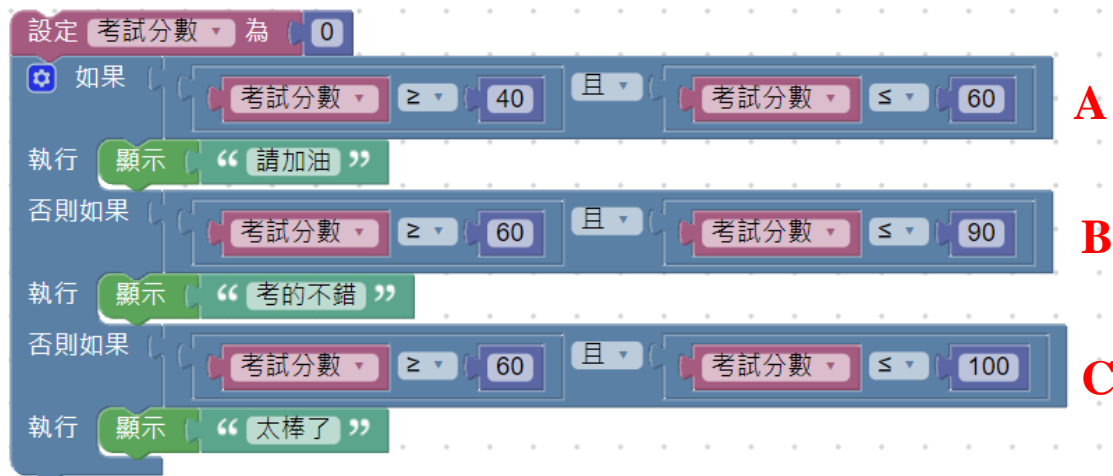 設定 考試分數 為 0
如果 考試分數 ≥ 40 且 考試分數 ≤ 60 A
執行 顯示 “ 請加油 ”
否則如果 考試分數 ≥ 60 且 考試分數 ≤ 90 B
執行 顯示 “ 考的不錯 ”
否則如果 考試分數 ≥ 60 且 考試分數 ≤ 100 C
執行 顯示 “ 太棒了 ”